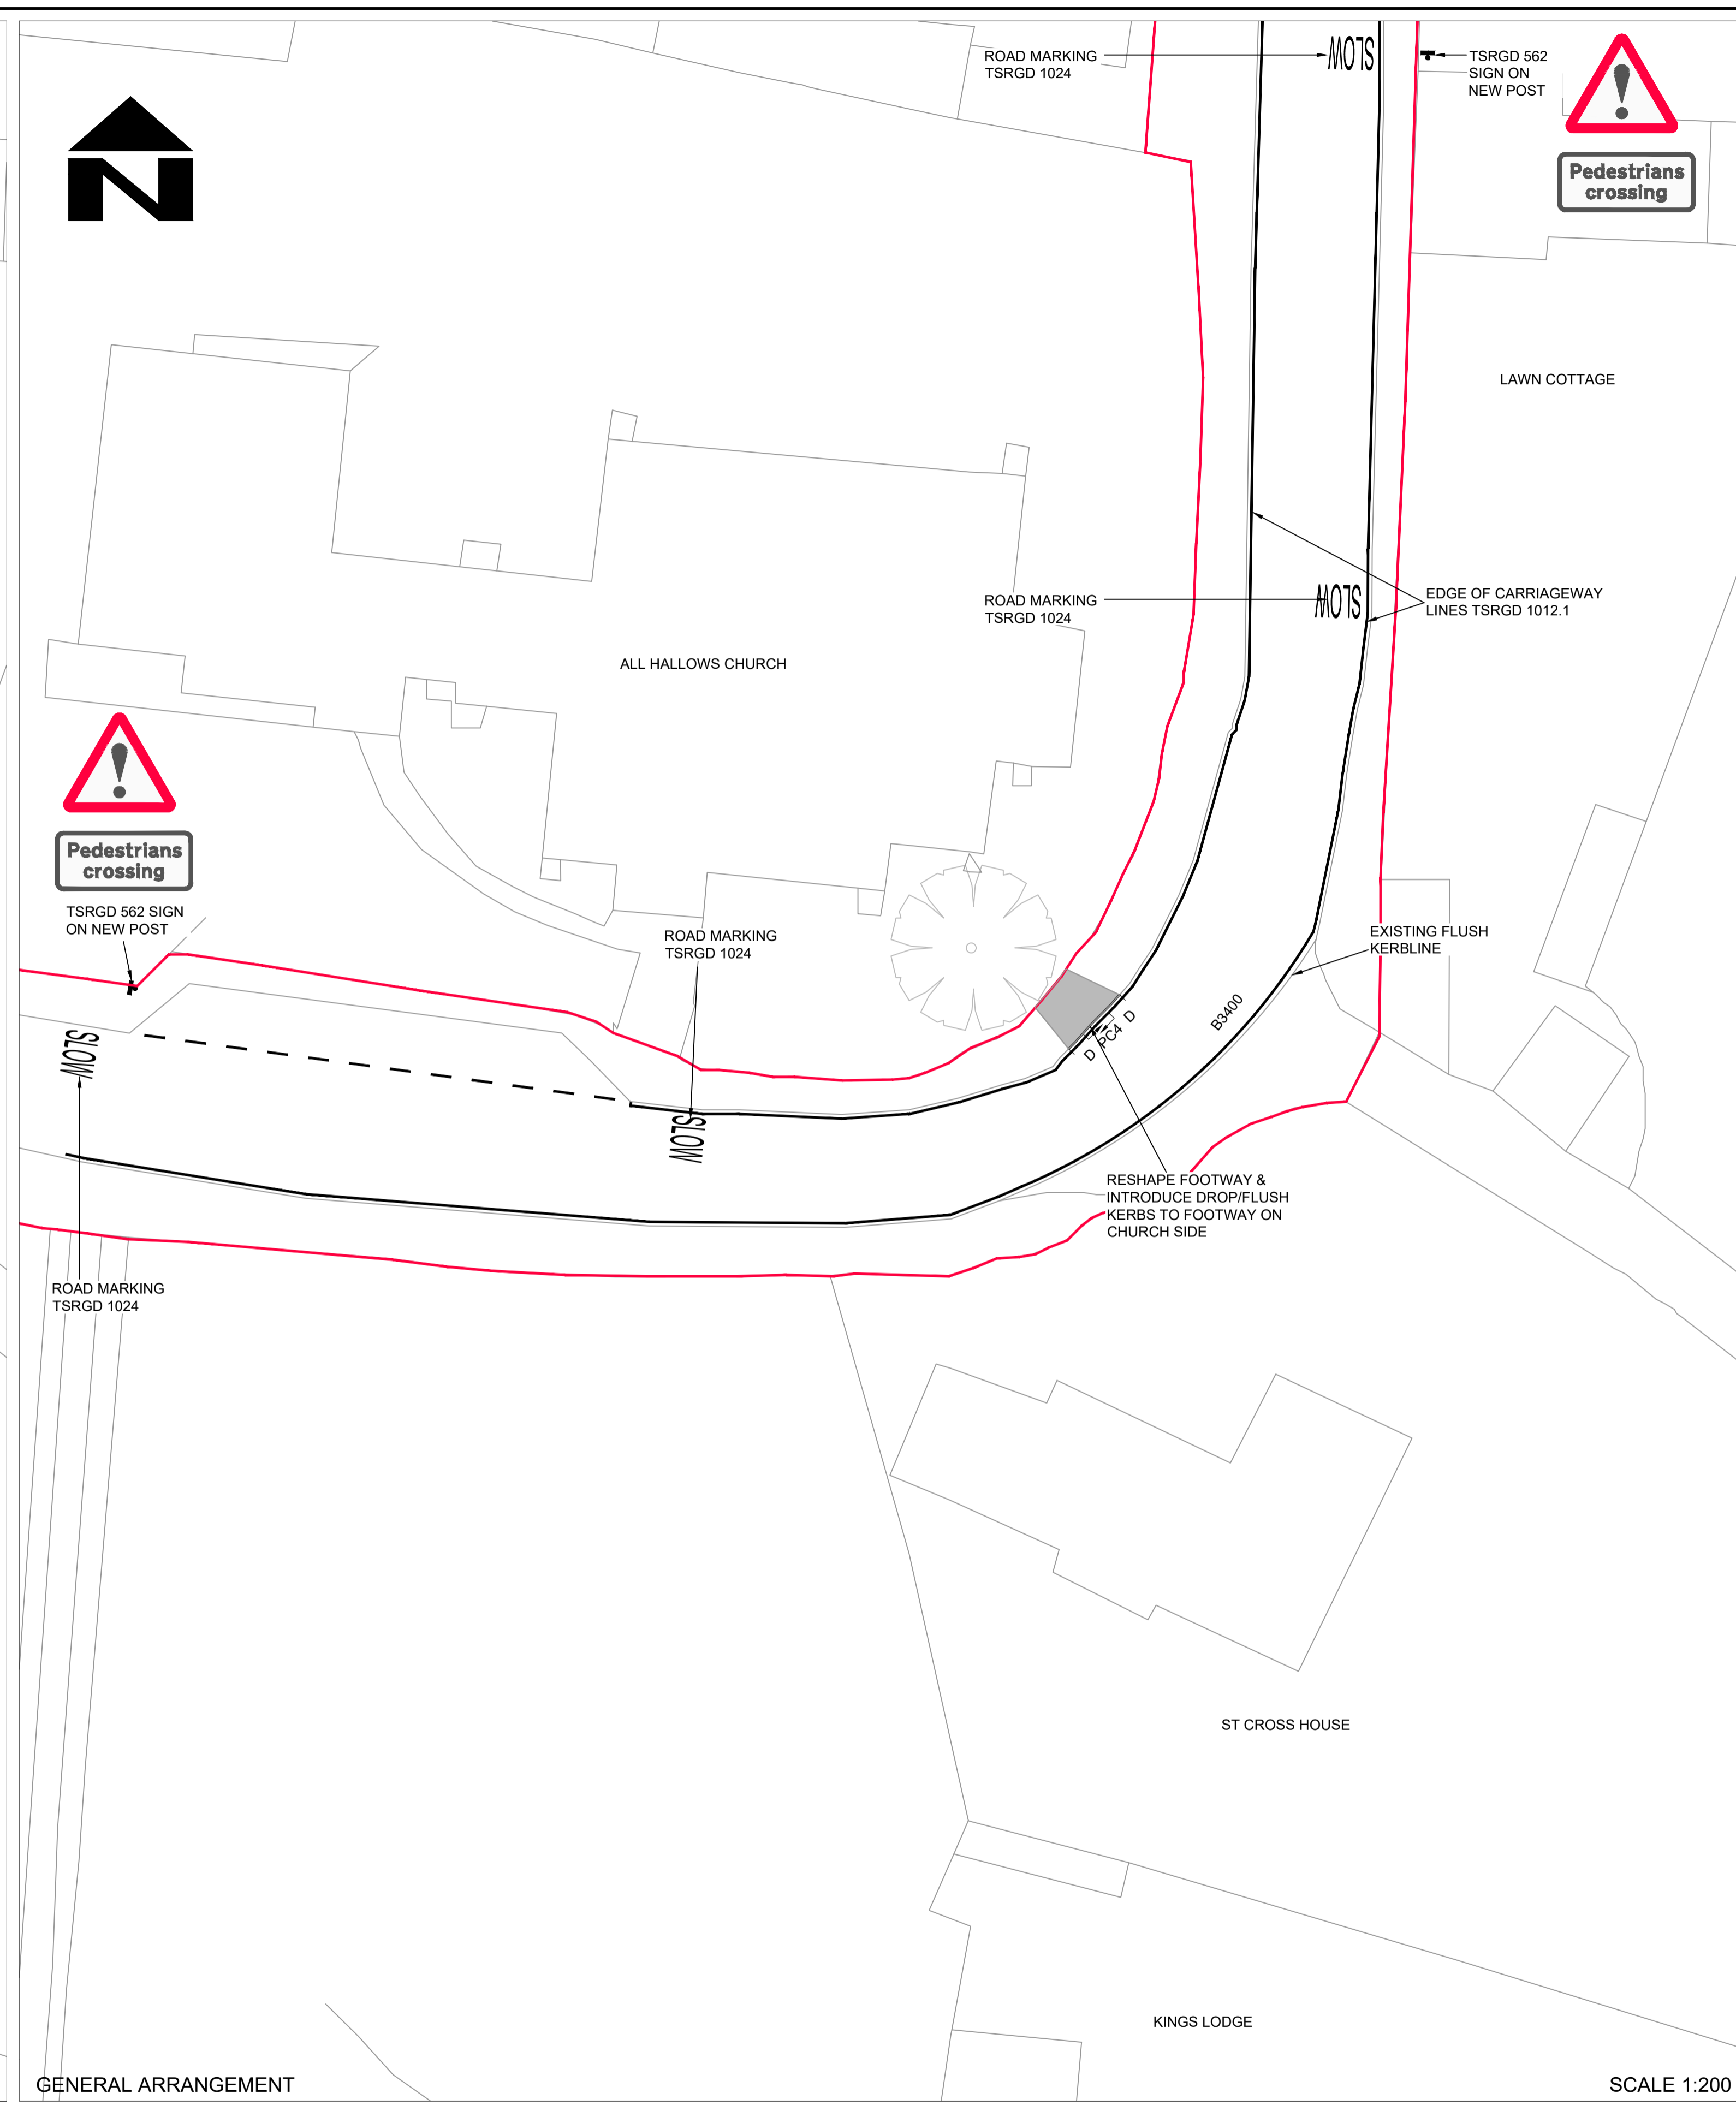 ROAD MARKING
TSRGD 1024
SLOW
TSRGD 562
SIGN ON
NEW POST
Pedestrians
crossing
N
LAWN COTTAGE
ROAD MARKING
TSRGD 1024
SLOW
EDGE OF CARRIAGEWAY
LINES TSRGD 1012.1
ALL HALLOWS CHURCH
Pedestrians
crossing
TSRGD 562 SIGN
ON NEW POST
ROAD MARKING
TSRGD 1024
EXISTING FLUSH
KERBLINE
B3400
D PC4 D
SLOW
SLOW
RESHAPE FOOTWAY &
INTRODUCE DROP/FLUSH
KERBS TO FOOTWAY ON
CHURCH SIDE
ROAD MARKING
TSRGD 1024
ST CROSS HOUSE
KINGS LODGE
GENERAL ARRANGEMENT
SCALE 1:200